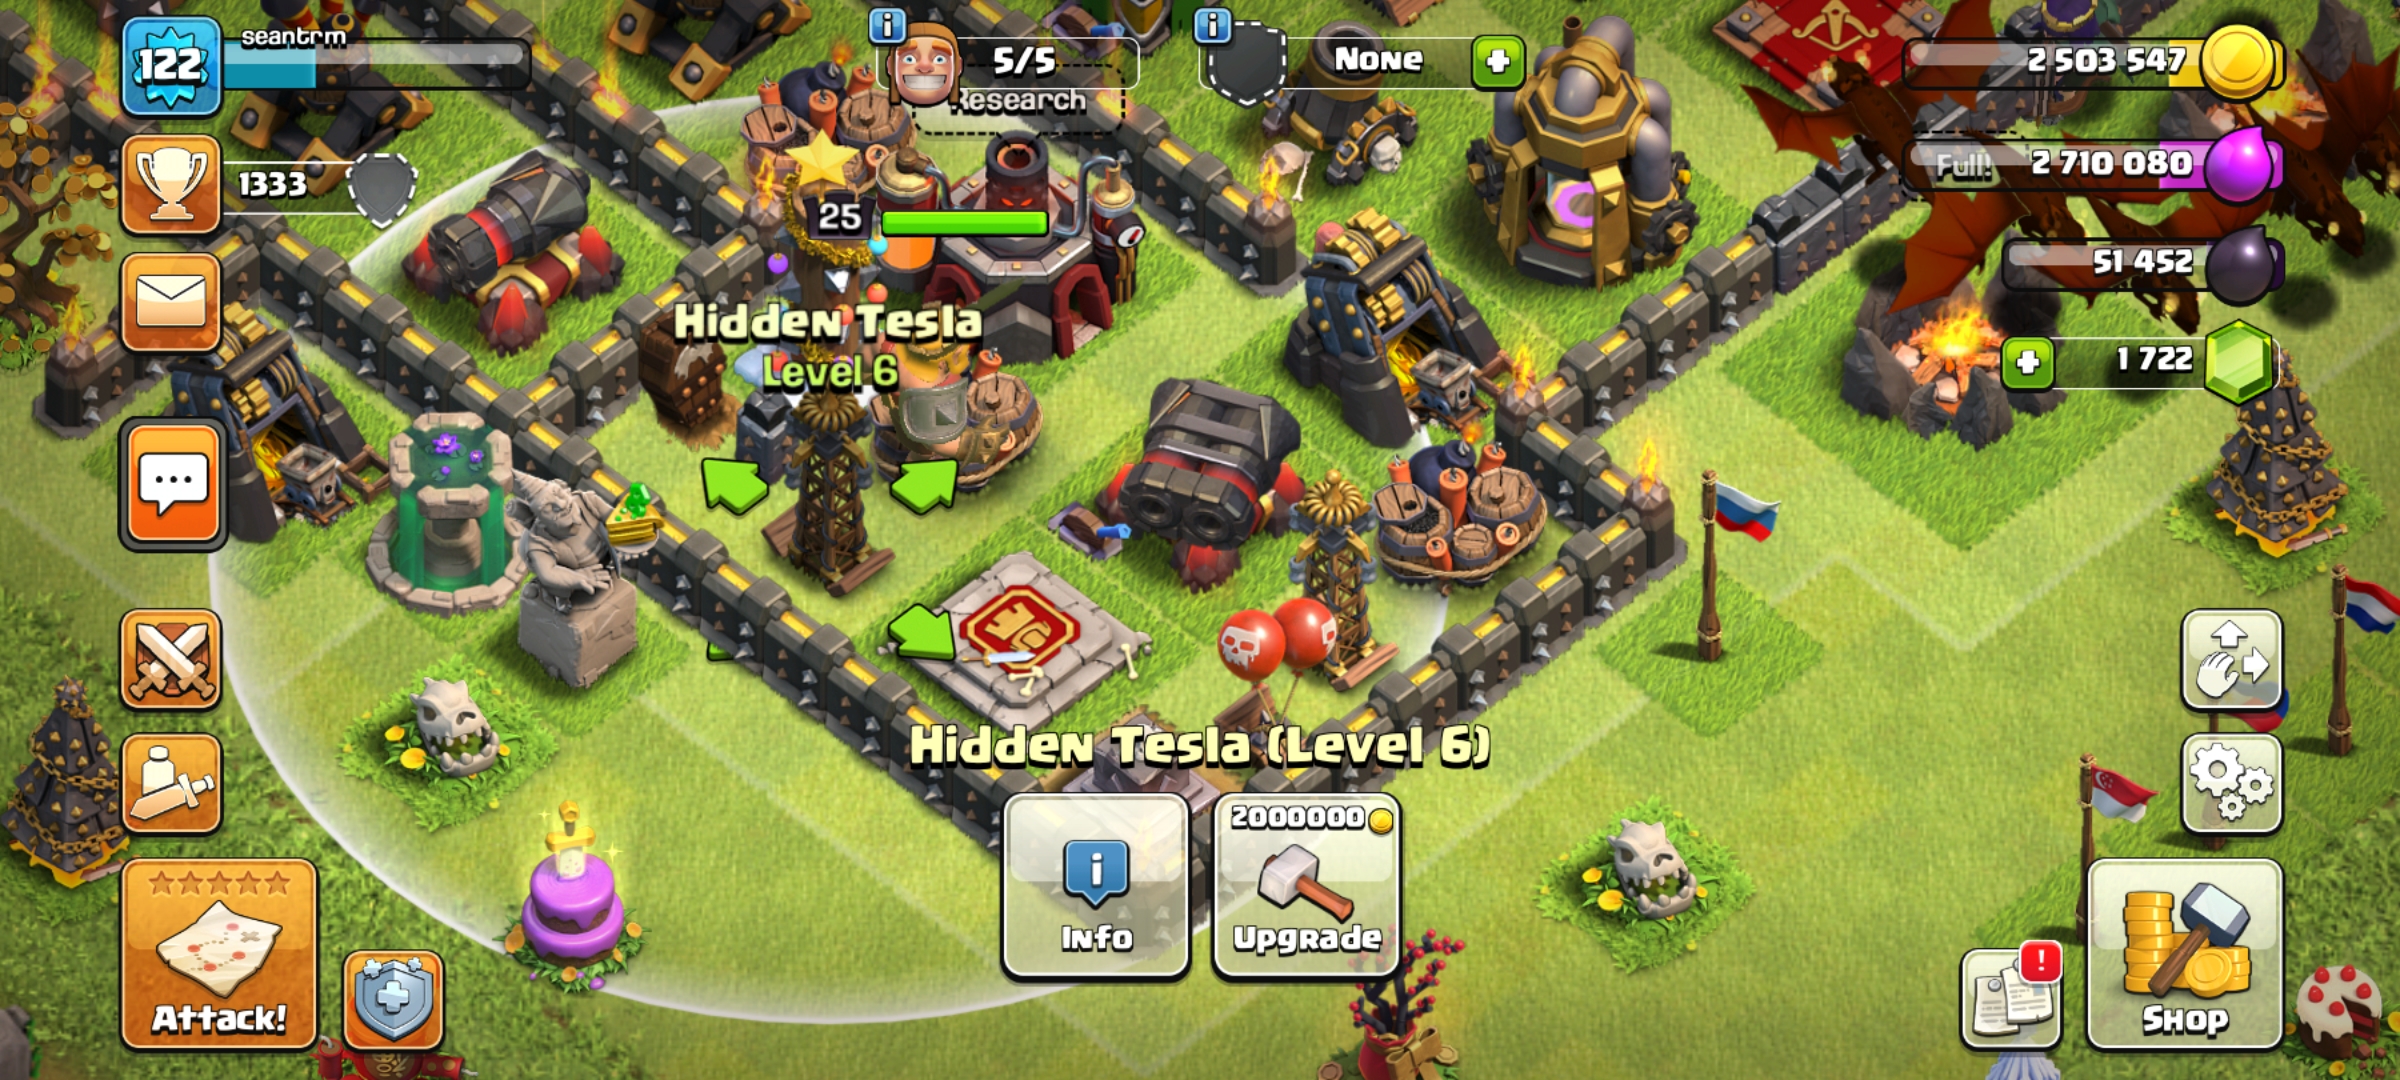 122
seantrm
5/5
Research
None
2 503 547
1333
Full!
2 710 080
25
51 452
Hidden Tesla
Level 6
1 722
Hidden Tesla (Level 6)
2000000
Info
Upgrade
Attack!
!
Shop